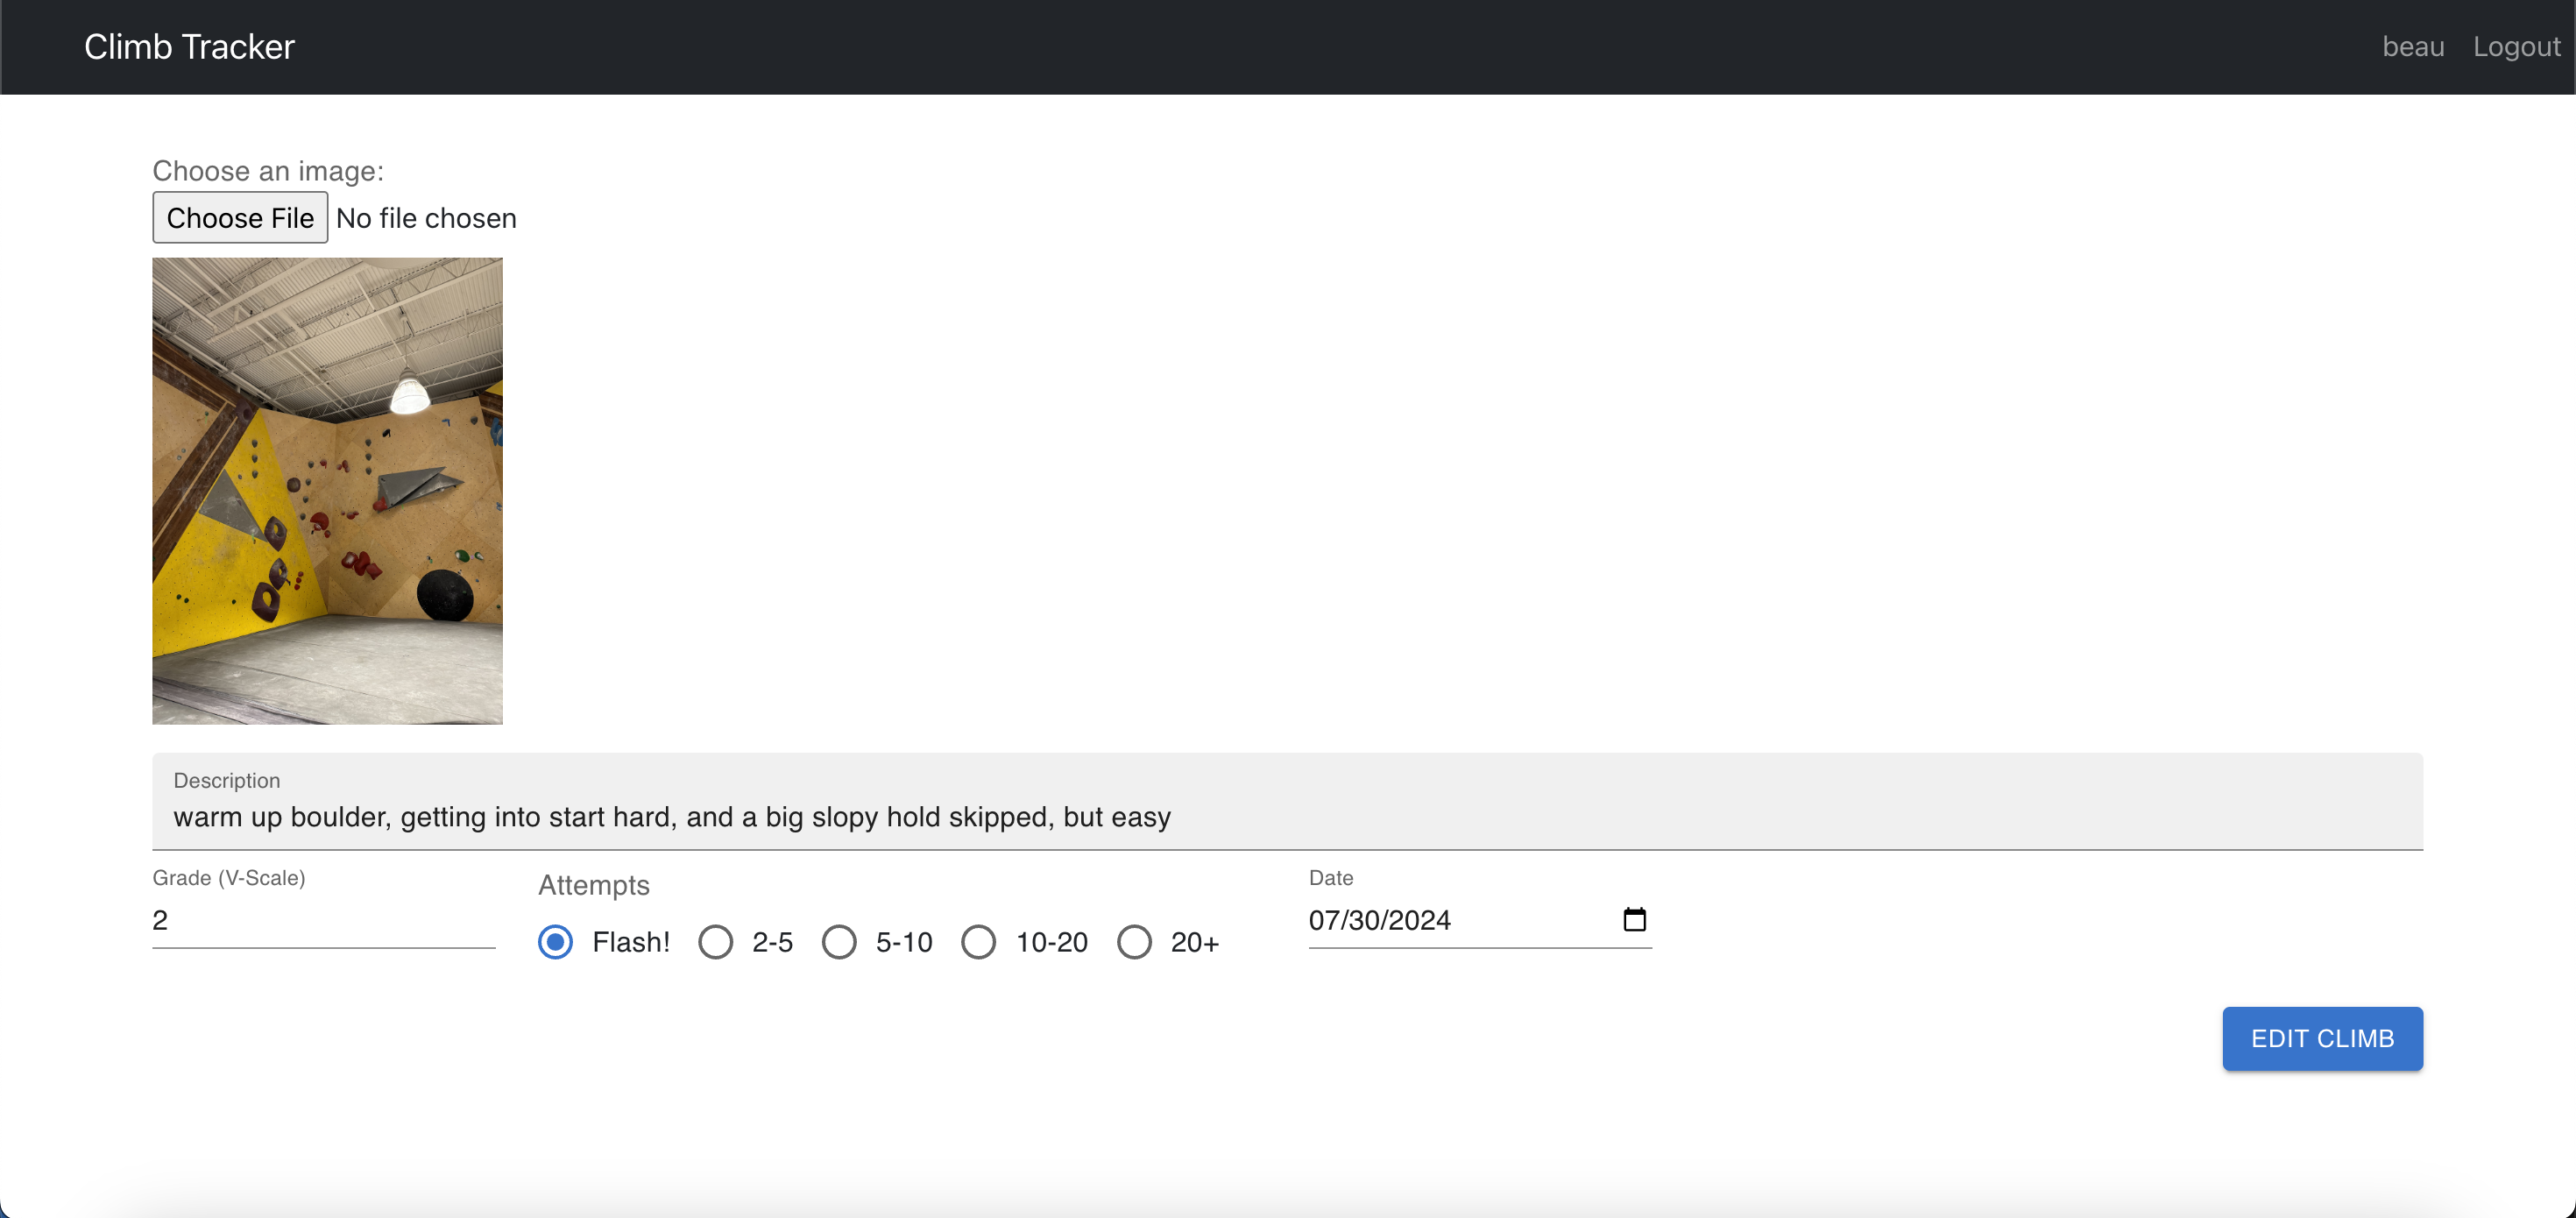 Climb Tracker beau Logout
Choose an image:
Choose File No file chosen
Description
warm up boulder, getting into start hard, and a big slopy hold skipped, but easy
Grade (V-Scale) Attempts Date
2 07/30/2024
Flash! 2-5 5-10 10-20 20+
EDIT CLIMB